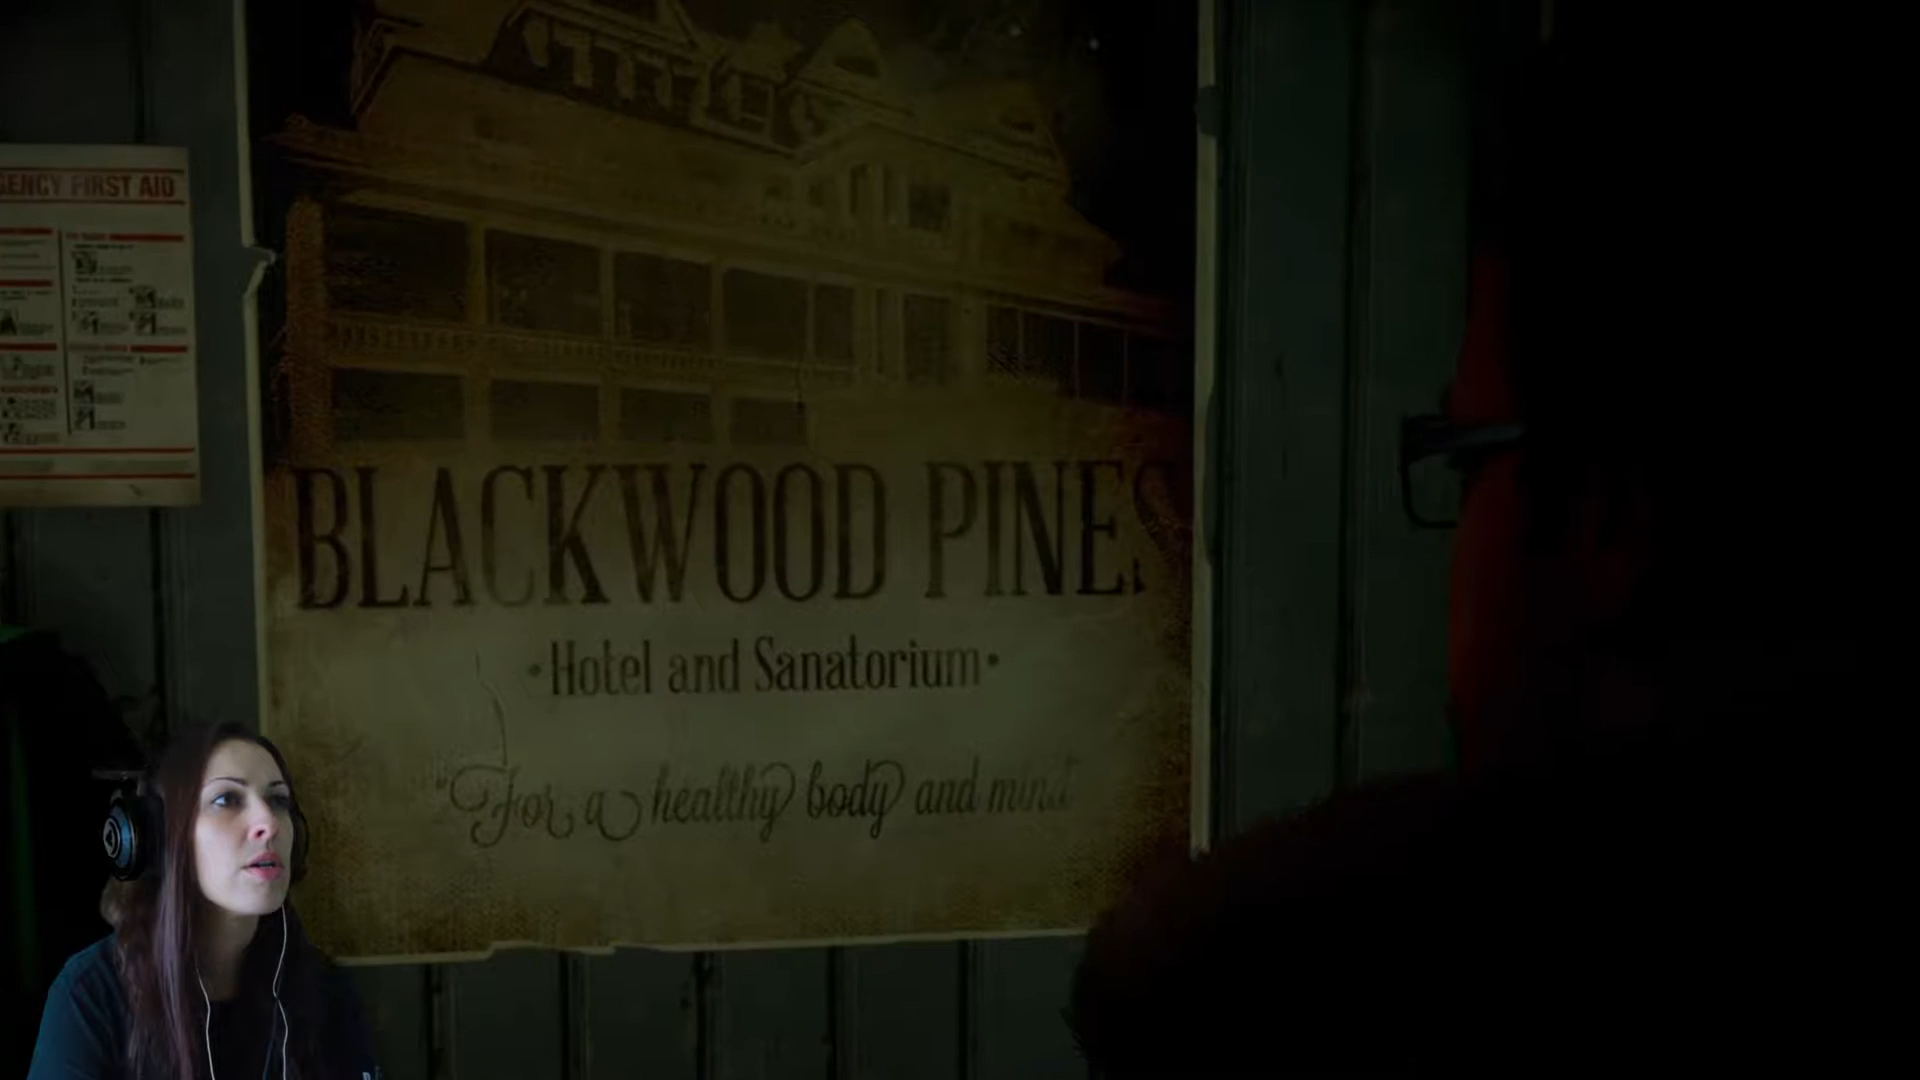 GENCY FIRST AID
BLACKWOOD PINES
·Hotel and Sanatorium·
"For a healthy body and mind